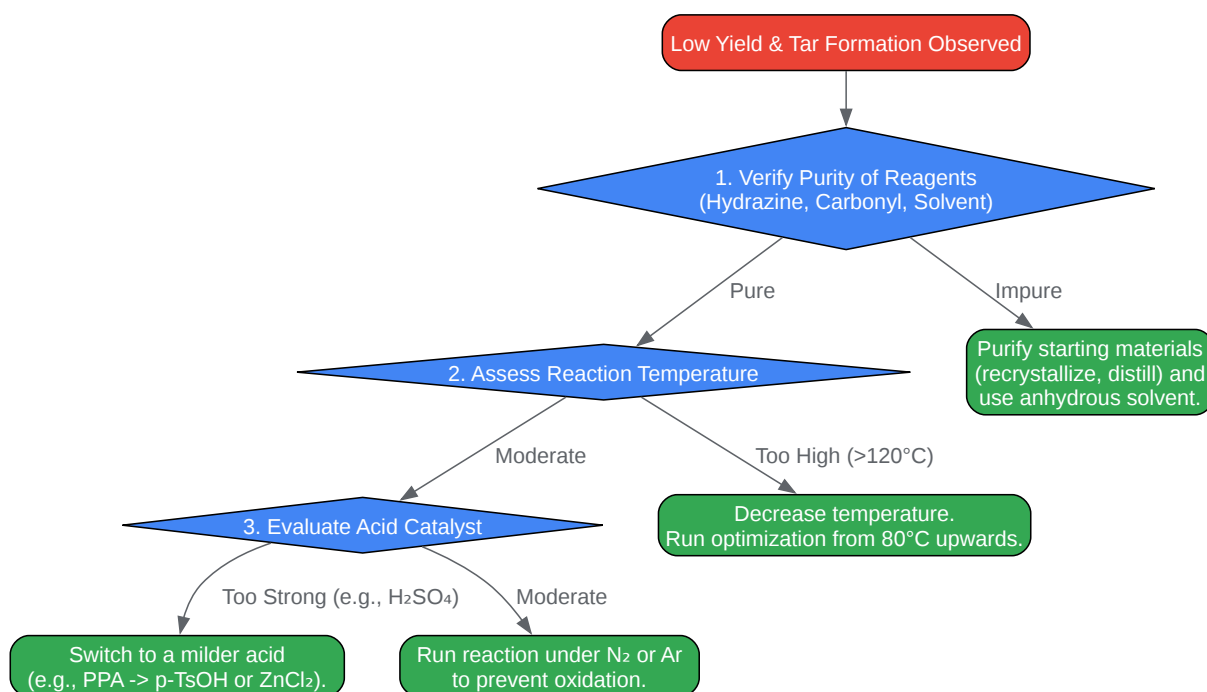 Low Yield & Tar Formation Observed
1. Verify Purity of Reagents
(Hydrazine, Carbonyl, Solvent)
Pure
Impure
Purify starting materials
(recrystallize, distill) and
use anhydrous solvent.
2. Assess Reaction Temperature
Moderate
Too High (>120°C)
Decrease temperature.
Run optimization from 80°C upwards.
3. Evaluate Acid Catalyst
Too Strong (e.g., H₂SO₄)
Moderate
Switch to a milder acid
(e.g., PPA -> p-TsOH or ZnCl₂).
Run reaction under N₂ or Ar
to prevent oxidation.